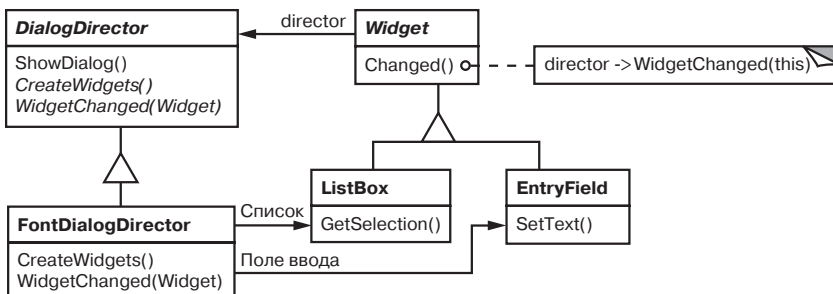 DialogDirector
ShowDialog()
CreateWidgets()
WidgetChanged(Widget)
director
Widget
Changed()
director ->WidgetChanged(this)
ListBox
GetSelection()
EntryField
SetText()
FontDialogDirector
CreateWidgets()
WidgetChanged(Widget)
Список
Поле ввода